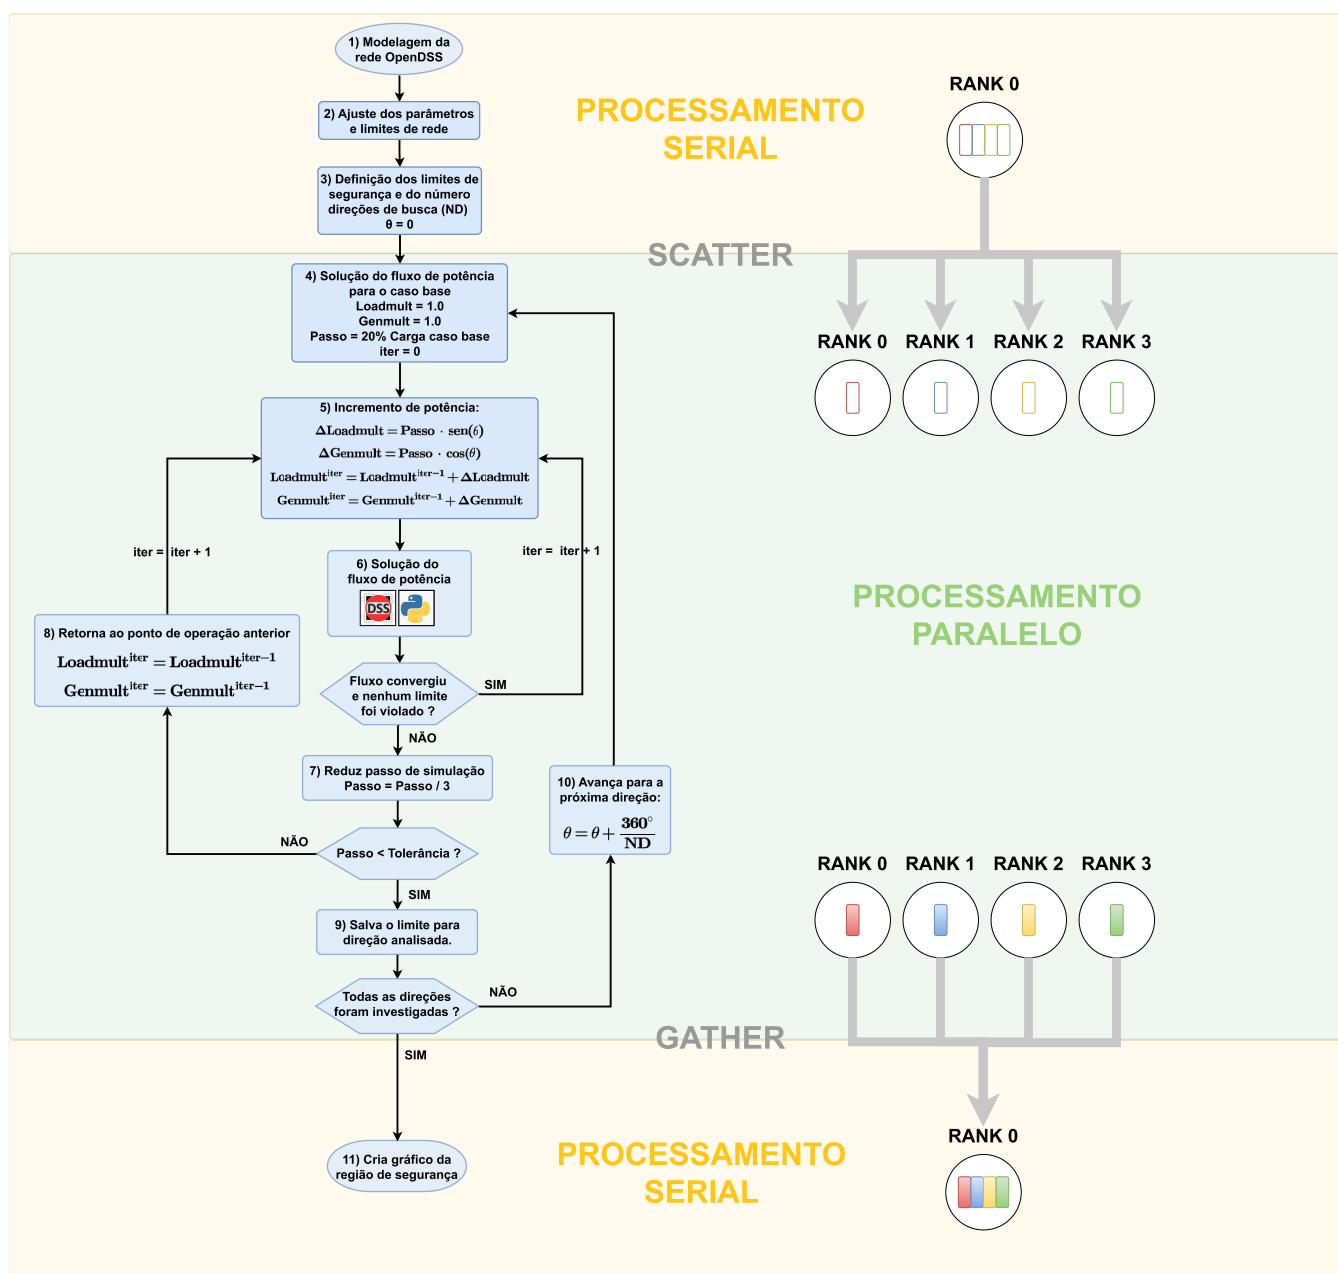 1) Modelagem da
rede OpenDSS
2) Ajuste dos parâmetros
e limites de rede
3) Definição dos limites de
segurança e do número
direções de busca (ND)
θ = 0
PROCESSAMENTO
SERIAL
RANK 0
SCATTER
4) Solução do fluxo de potência
para o caso base
Loadmult = 1.0
Genmult = 1.0
Passo = 20% Carga caso base
iter = 0
RANK 0 RANK 1 RANK 2 RANK 3
5) Incremento de potência:
ΔLoadmult = Passo · sen(θ)
ΔGenmult = Passo · cos(θ)
Loadmult^iter = Loadmult^iter−1 + ΔLoadmult
Genmult^iter = Genmult^iter−1 + ΔGenmult
iter = iter + 1
iter = iter + 1
6) Solução do
fluxo de potência
DSS
PROCESSAMENTO
PARALELO
8) Retorna ao ponto de operação anterior
Loadmult^iter = Loadmult^iter−1
Genmult^iter = Genmult^iter−1
Fluxo convergiu
e nenhum limite
foi violado ?
SIM
NÃO
7) Reduz passo de simulação
Passo = Passo / 3
10) Avança para a
próxima direção:
θ = θ + 360°/ND
NÃO
Passo < Tolerância ?
SIM
RANK 0 RANK 1 RANK 2 RANK 3
9) Salva o limite para
direção analisada.
Todas as direções
foram investigadas ?
NÃO
SIM
GATHER
RANK 0
PROCESSAMENTO
SERIAL
11) Cria gráfico da
região de segurança